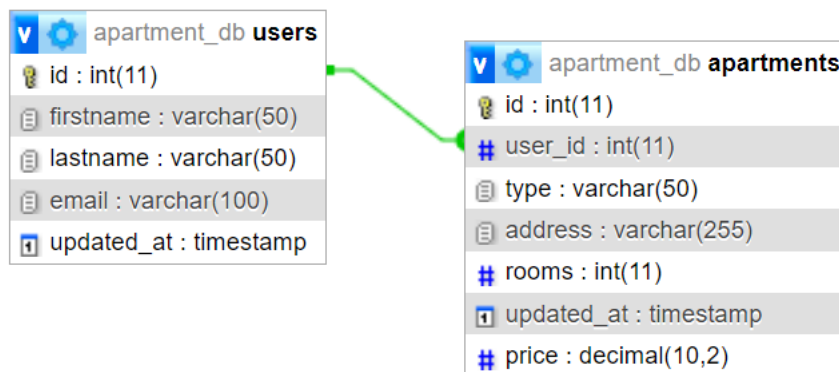 v apartment_db users
id : int(11)
firstname : varchar(50)
lastname : varchar(50)
email : varchar(100)
1 updated_at : timestamp
v apartment_db apartments
id : int(11)
# user_id : int(11)
type : varchar(50)
address : varchar(255)
# rooms : int(11)
1 updated_at : timestamp
# price : decimal(10,2)